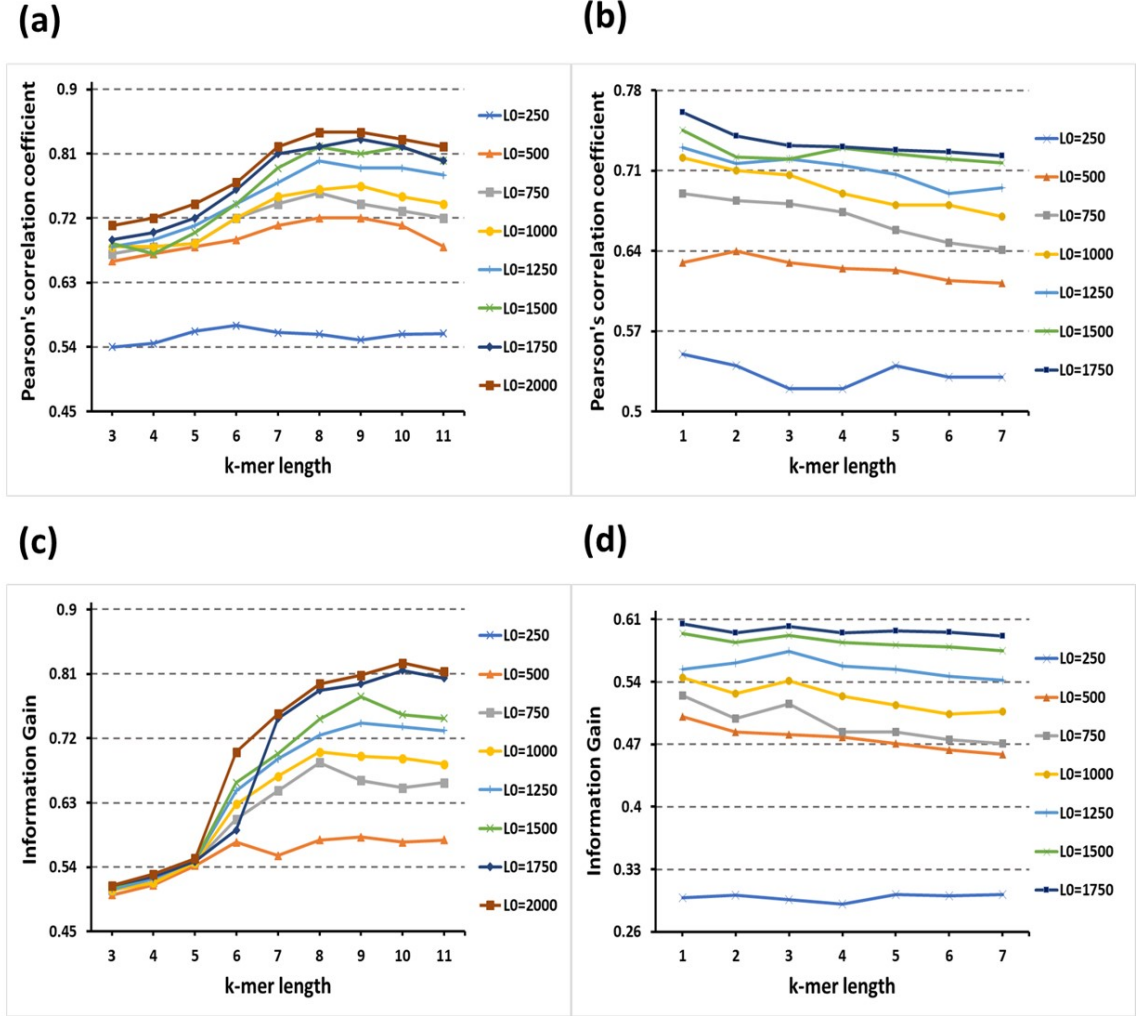 (a)
Pearson's correlation coefficient
0.9
0.81
0.72
0.63
0.54
0.45
3 4 5 6 7 8 9 10 11
k-mer length
L0=250
L0=500
L0=750
L0=1000
L0=1250
L0=1500
L0=1750
L0=2000
(b)
Pearson's correlation coefficient
0.78
0.71
0.64
0.57
0.5
1 2 3 4 5 6 7
k-mer length
L0=250
L0=500
L0=750
L0=1000
L0=1250
L0=1500
L0=1750
(c)
Information Gain
0.9
0.81
0.72
0.63
0.54
0.45
3 4 5 6 7 8 9 10 11
k-mer length
L0=250
L0=500
L0=750
L0=1000
L0=1250
L0=1500
L0=1750
L0=2000
(d)
Information Gain
0.61
0.54
0.47
0.4
0.33
0.26
1 2 3 4 5 6 7
k-mer length
L0=250
L0=500
L0=750
L0=1000
L0=1250
L0=1500
L0=1750